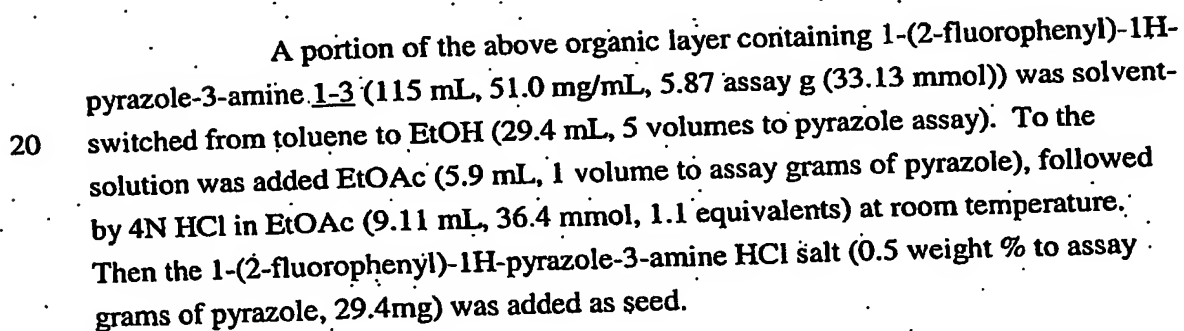 A portion of the above organic layer containing 1-(2-fluorophenyl)-1H-
pyrazole-3-amine 1-3 (115 mL, 51.0 mg/mL, 5.87 assay g (33.13 mmol)) was solvent-
20 switched from toluene to EtOH (29.4 mL, 5 volumes to pyrazole assay). To the
solution was added EtOAc (5.9 mL, 1 volume to assay grams of pyrazole), followed
by 4N HCl in EtOAc (9.11 mL, 36.4 mmol, 1.1 equivalents) at room temperature.
Then the 1-(2-fluorophenyl)-1H-pyrazole-3-amine HCl salt (0.5 weight % to assay
grams of pyrazole, 29.4mg) was added as seed.